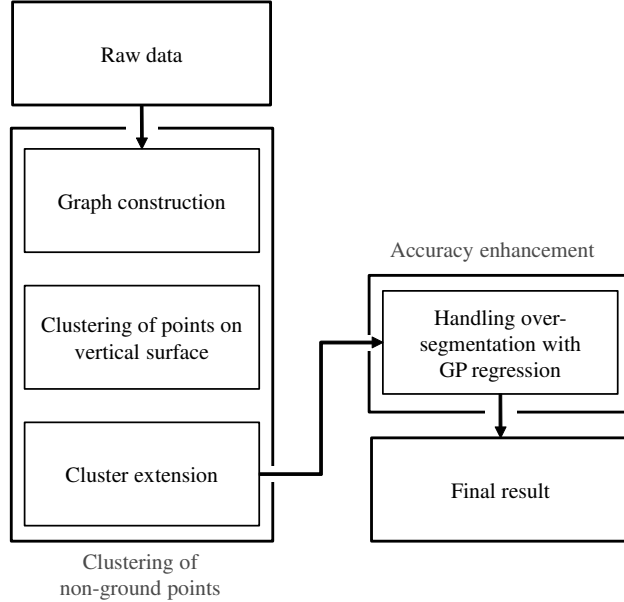 Raw data
Graph construction
Clustering of points on
vertical surface
Cluster extension
Clustering of
non-ground points
Accuracy enhancement
Handling over-
segmentation with
GP regression
Final result